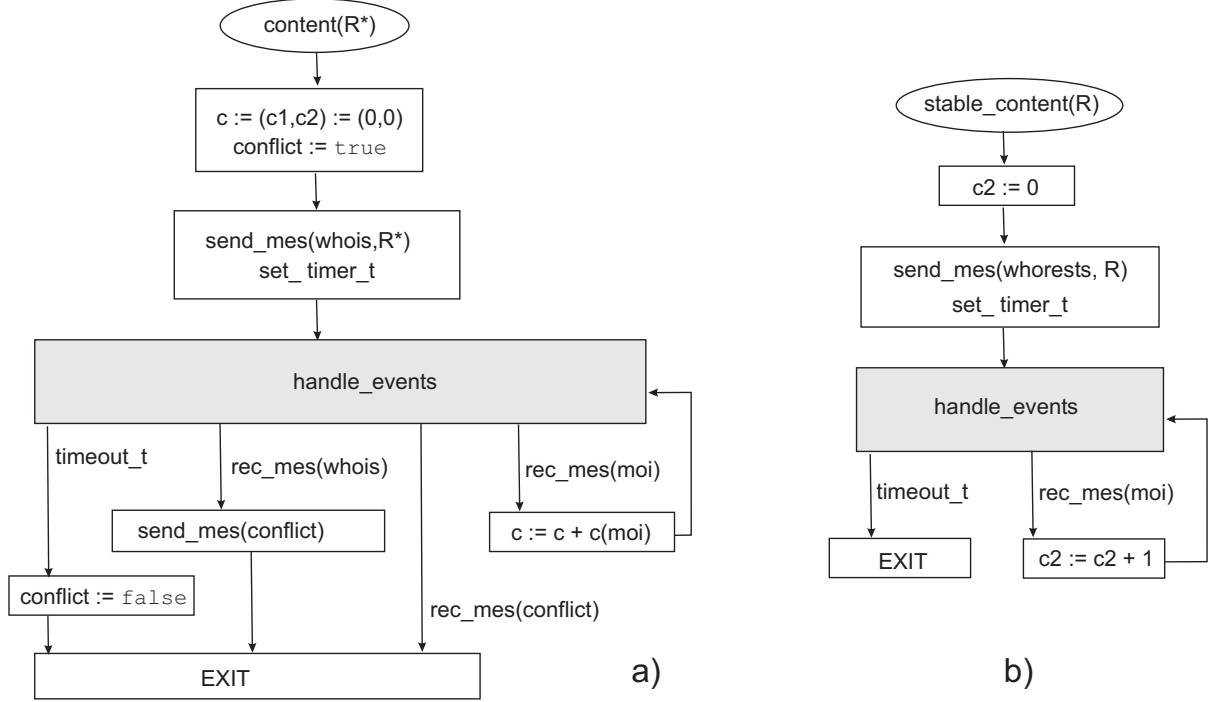 content(R*)
c := (c1,c2) := (0,0)
conflict := true
send_mes(whois,R*)
set_ timer_t
handle_events
timeout_t
rec_mes(whois)
rec_mes(moi)
send_mes(conflict)
c := c + c(moi)
conflict := false
rec_mes(conflict)
EXIT
a)
stable_content(R)
c2 := 0
send_mes(whorests, R)
set_ timer_t
handle_events
timeout_t
rec_mes(moi)
EXIT
c2 := c2 + 1
b)